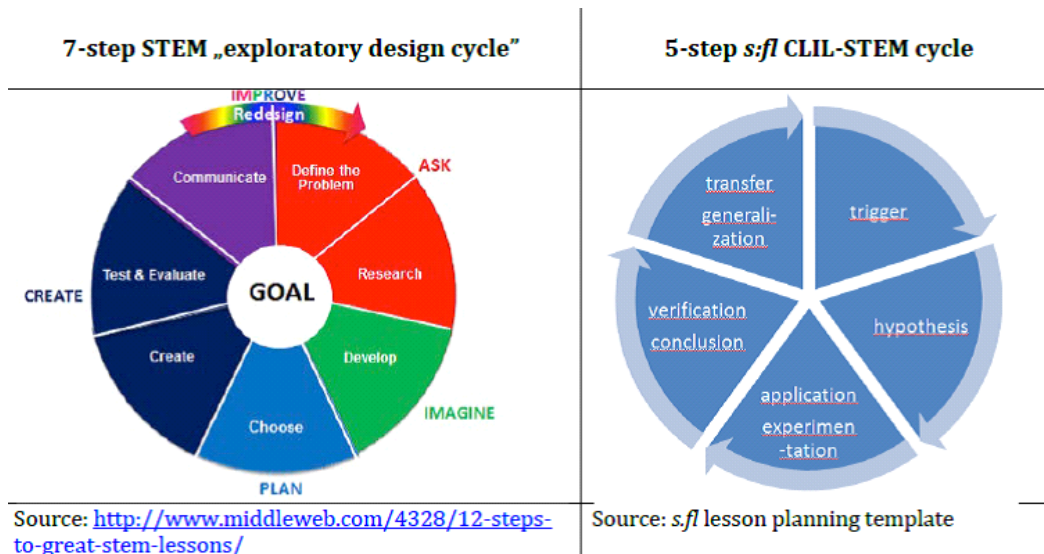 7-step STEM „exploratory design cycle”
IMPROVE
Redesign
Communicate
Define the
Problem
ASK
Research
Develop
IMAGINE
Choose
PLAN
Create
CREATE
Test & Evaluate
GOAL
Source: http://www.middleweb.com/4328/12-steps-
to-great-stem-lessons/
5-step s:fl CLIL-STEM cycle
trigger
hypothesis
application
experimen
-tation
verification
conclusion
transfer
generali-
zation
Source: s.fl lesson planning template